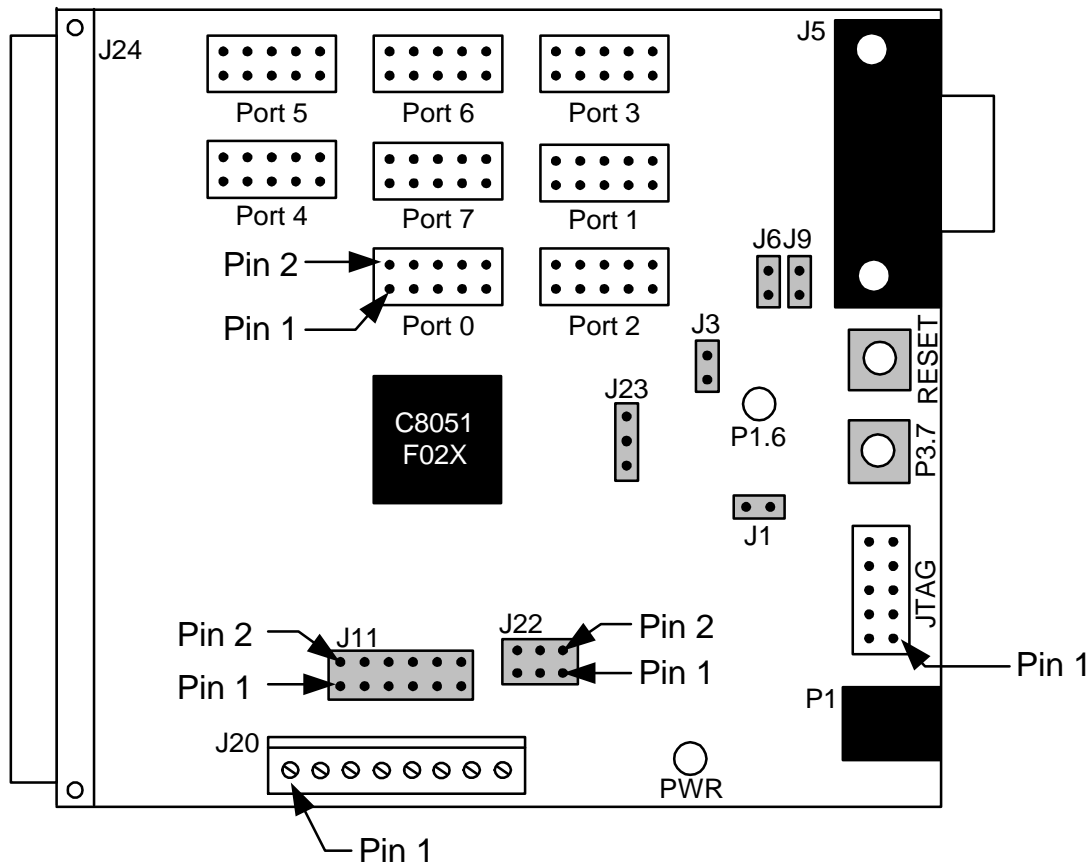 J24
J5
Port 5
Port 6
Port 3
Port 4
Port 7
Port 1
Pin 2
Pin 1
Port 0
Port 2
J6
J9
J3
RESET
J23
C8051
F02X
P1.6
P3.7
J1
JTAG
Pin 2
J11
J22
Pin 2
Pin 1
Pin 1
Pin 1
P1
J20
PWR
Pin 1